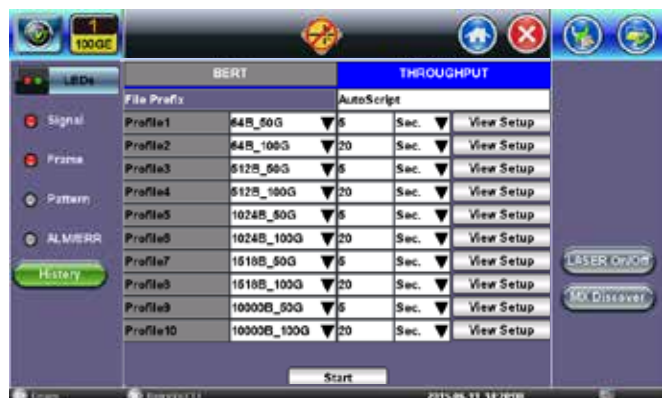 1
100GE
LEDs
BERT
THROUGHPUT
File Prefix AutoScript
Signal
Profile1 64B_50G 5 Sec. View Setup
Profile2 64B_100G 20 Sec. View Setup
Frame
Profile3 512B_50G 5 Sec. View Setup
Profile4 512B_100G 20 Sec. View Setup
Pattern
Profile5 1024B_50G 5 Sec. View Setup
Profile6 1024B_100G 20 Sec. View Setup
ALM/ERR
Profile7 1518B_50G 5 Sec. View Setup
LASER On/Off
History
Profile8 1518B_100G 20 Sec. View Setup
MX Discover
Profile9 10000B_50G 5 Sec. View Setup
Profile10 10000B_100G 20 Sec. View Setup
Start